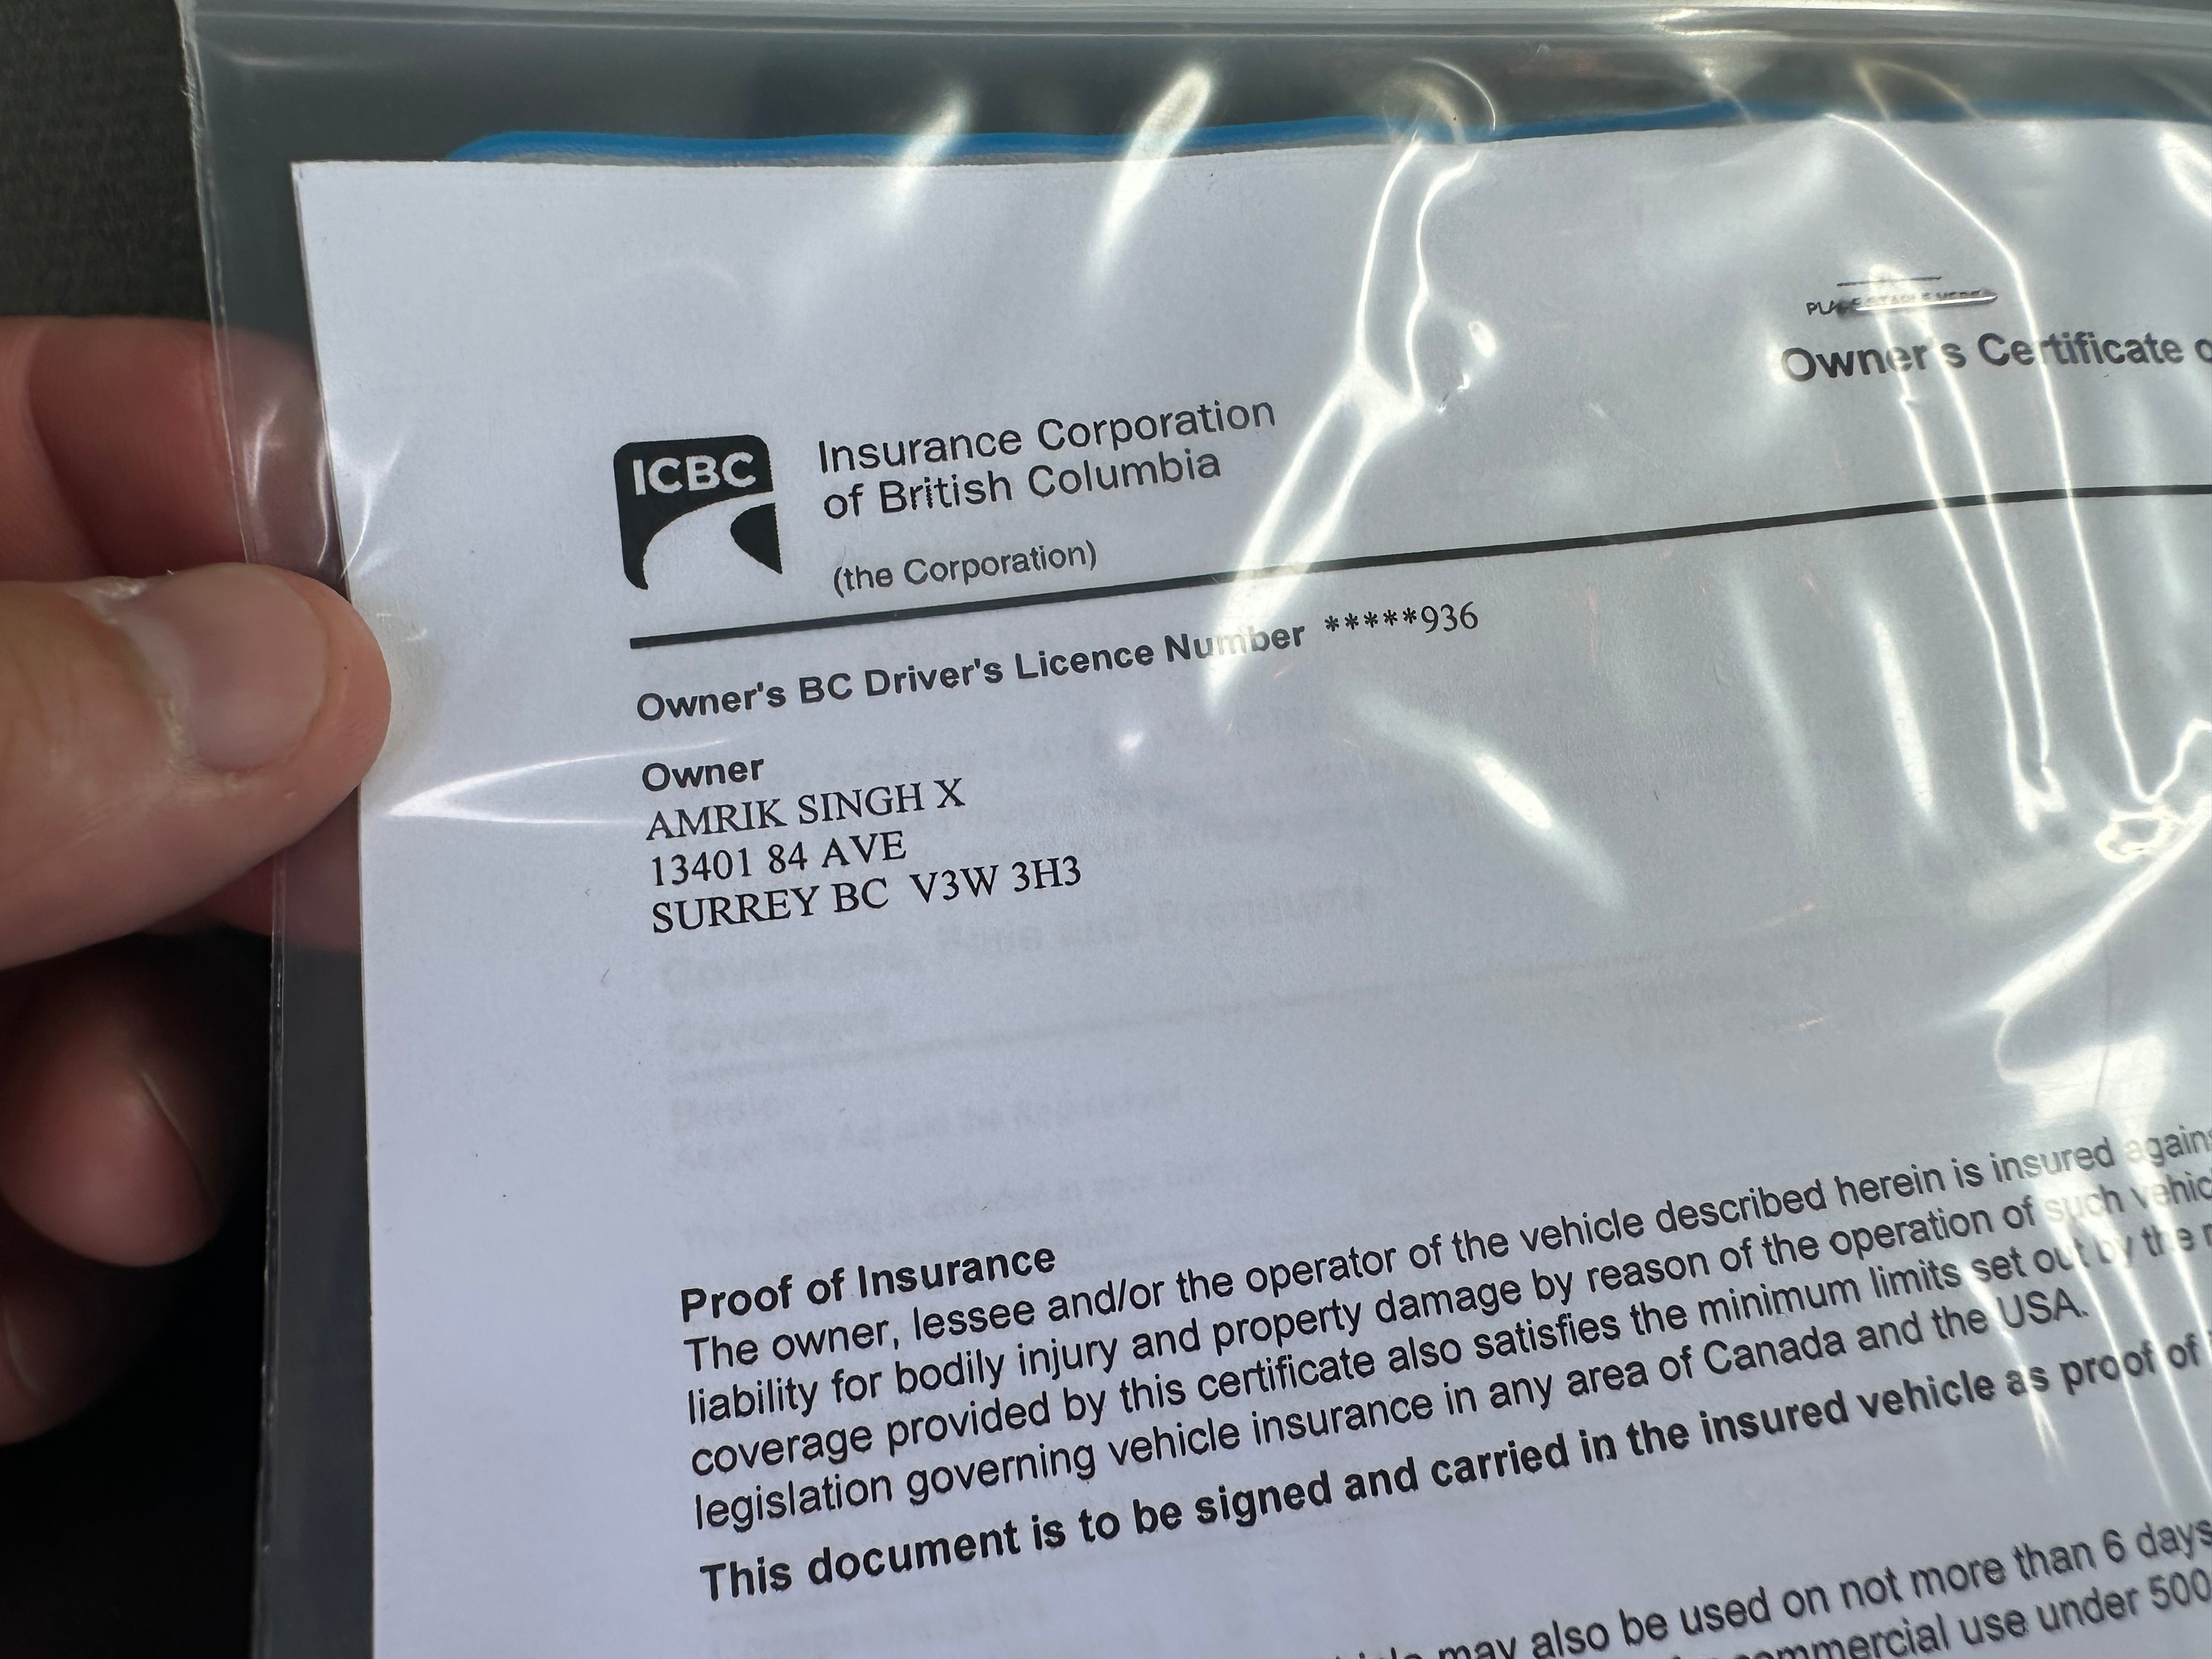 Owner's Certificate o
ICBC
Insurance Corporation
of British Columbia
(the Corporation)
Owner's BC Driver's Licence Number *****936
Owner
AMRIK SINGH X
13401 84 AVE
SURREY BC V3W 3H3
Proof of Insurance
The owner, lessee and/or the operator of the vehicle described herein is insured again
liability for bodily injury and property damage by reason of the operation of such vehic
coverage provided by this certificate also satisfies the minimum limits set out by the
legislation governing vehicle insurance in any area of Canada and the USA.
This document is to be signed and carried in the insured vehicle as proof of
may also be used on not more than 6 days
commercial use under 500